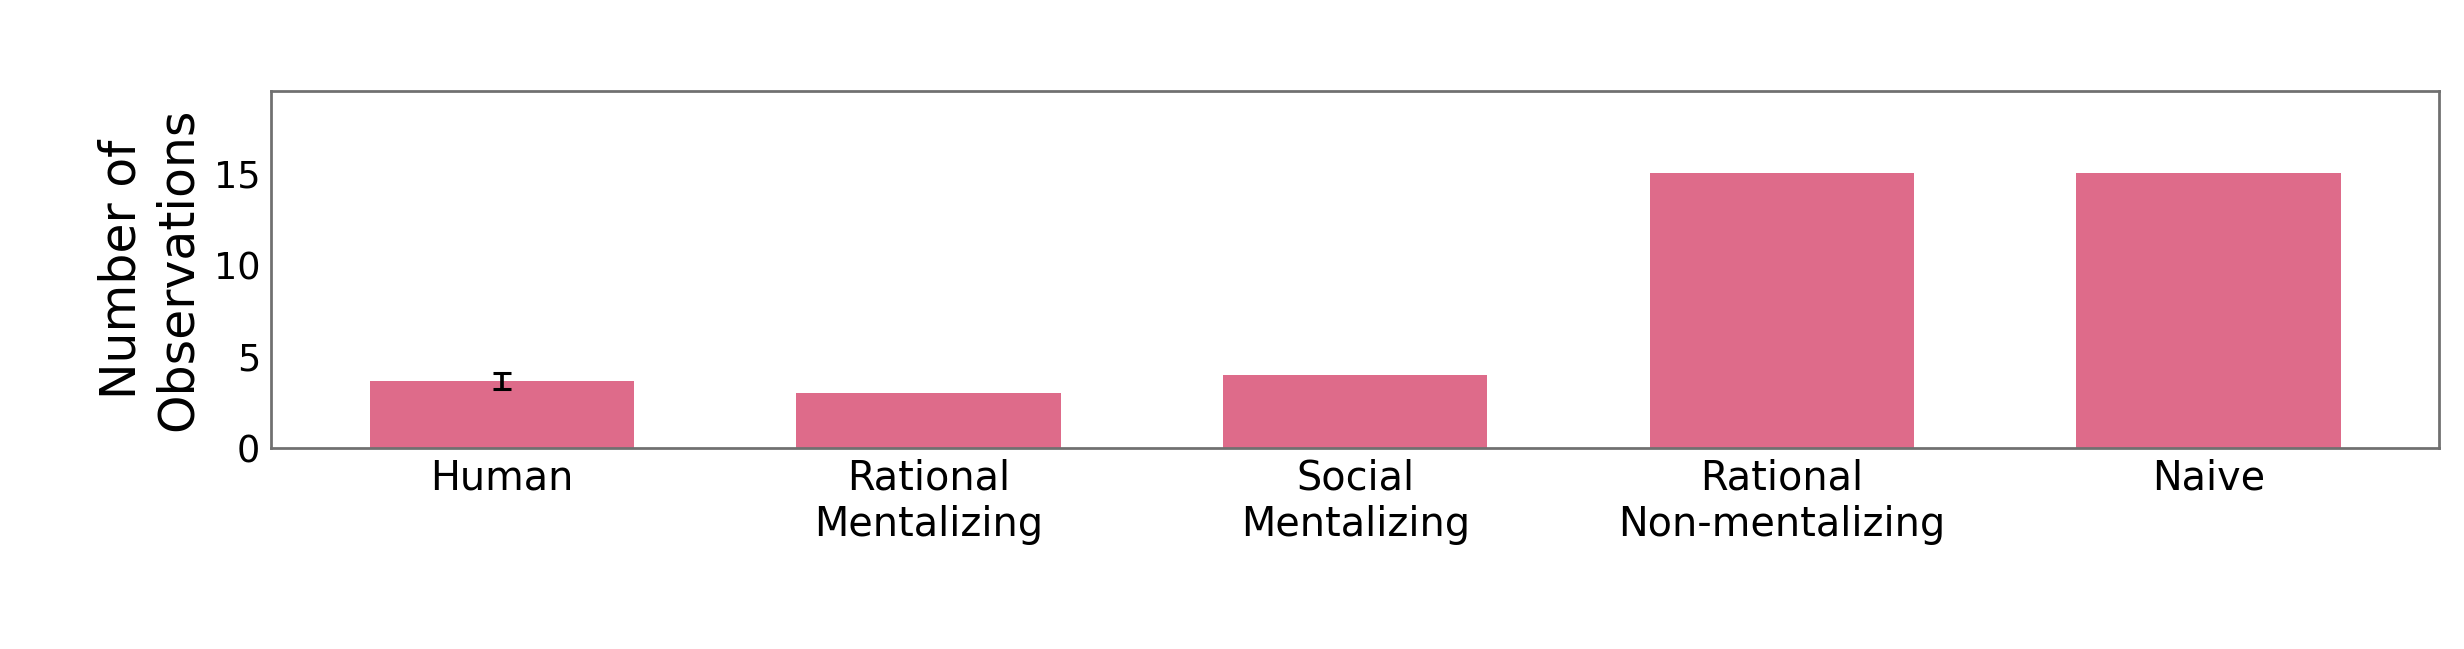 Number of
Observations
15
10
5
0
Human
Rational
Mentalizing
Social
Mentalizing
Rational
Non-mentalizing
Naive